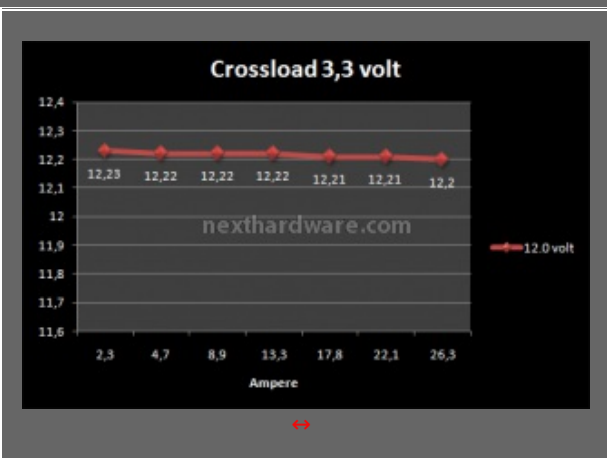 Crossload 3,3 volt
12,4
12,3
12,2
12,1
12
11,9
11,8
11,7
11,6
12,23 12,22 12,22 12,22 12,21 12,21 12,2
nexthardware.com
12.0 volt
2,3 4,7 8,9 13,3 17,8 22,1 26,3
Ampere